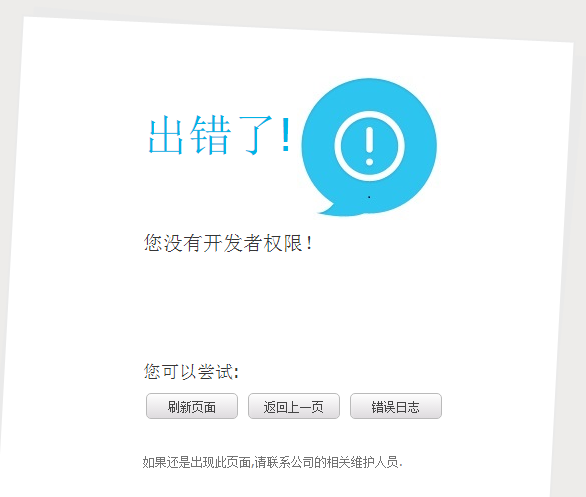 出错了!
您没有开发者权限！
您可以尝试:
刷新页面 返回上一页 错误日志
如果还是出现此页面,请联系公司的相关维护人员.